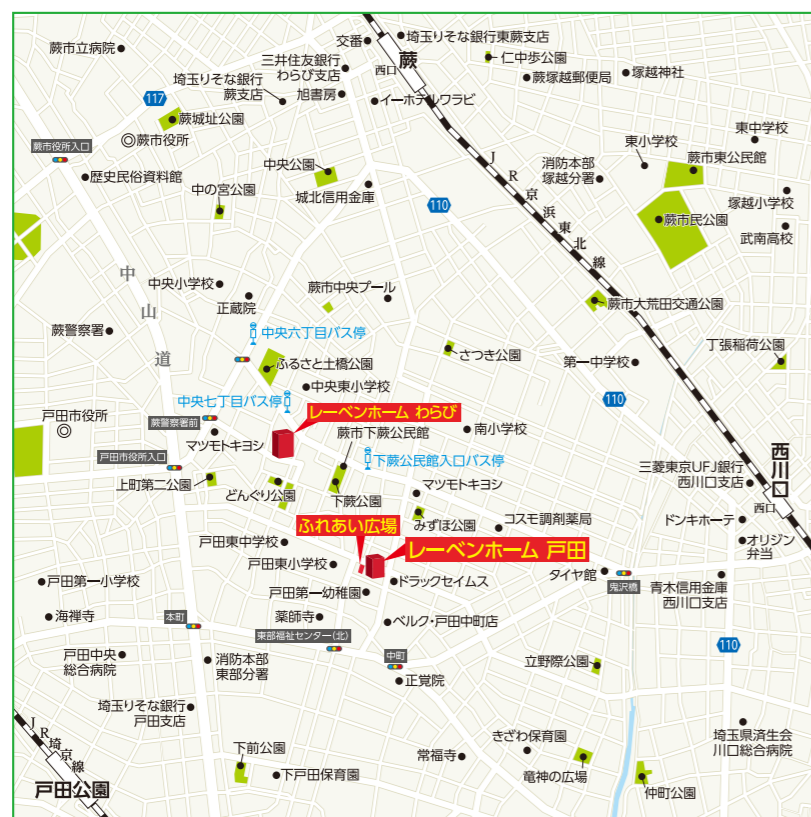 交番
埼玉りそな銀行東蕨支店
蕨
西口
仁中歩公園
蕨市立病院
三井住友銀行
わらび支店
埼玉りそな銀行
蕨支店
旭書房
イーホテルワラビ
蕨塚越郵便局
塚越神社
117
蕨城址公園
蕨市役所
蕨市役所入口
歴史民俗資料館
中央公園
中の宮公園
城北信用金庫
JR京浜東北線
消防本部
塚越分署
東小学校
東中学校
蕨市東公民館
塚越小学校
蕨市民公園
武南高校
110
中山道
中央小学校
正蔵院
蕨市中央プール
蕨市大荒田交通公園
蕨警察署
中央六丁目バス停
ふるさと土橋公園
さつき公園
第一中学校
丁張稲荷公園
中央東小学校
中央七丁目バス停
110
戸田市役所
蕨警察署前
レーベンホーム わらび
マツモトキヨシ
蕨市下蕨公民館
南小学校
西川口
西口
戸田市役所入口
下蕨公民館入口バス停
三菱東京UFJ銀行
西川口支店
上町第二公園
どんぐり公園
下蕨公園
マツモトキヨシ
みずほ公園
コスモ調剤薬局
ドンキホーテ
オリジン
弁当
ふれあい広場
レーベンホーム 戸田
戸田東中学校
戸田東小学校
戸田第一小学校
戸田第一幼稚園
ドラックセイムス
タイヤ館
鬼沢橋
青木信用金庫
西川口支店
海禅寺
本町
薬師寺
ベルク・戸田中町店
東部福祉センター(北)
中町
戸田中央
総合病院
消防本部
東部分署
正覚院
立野際公園
110
埼玉りそな銀行
戸田支店
JR埼京線
戸田公園
下前公園
下戸田保育園
常福寺
きざわ保育園
竜神の広場
仲町公園
埼玉県済生会
川口総合病院